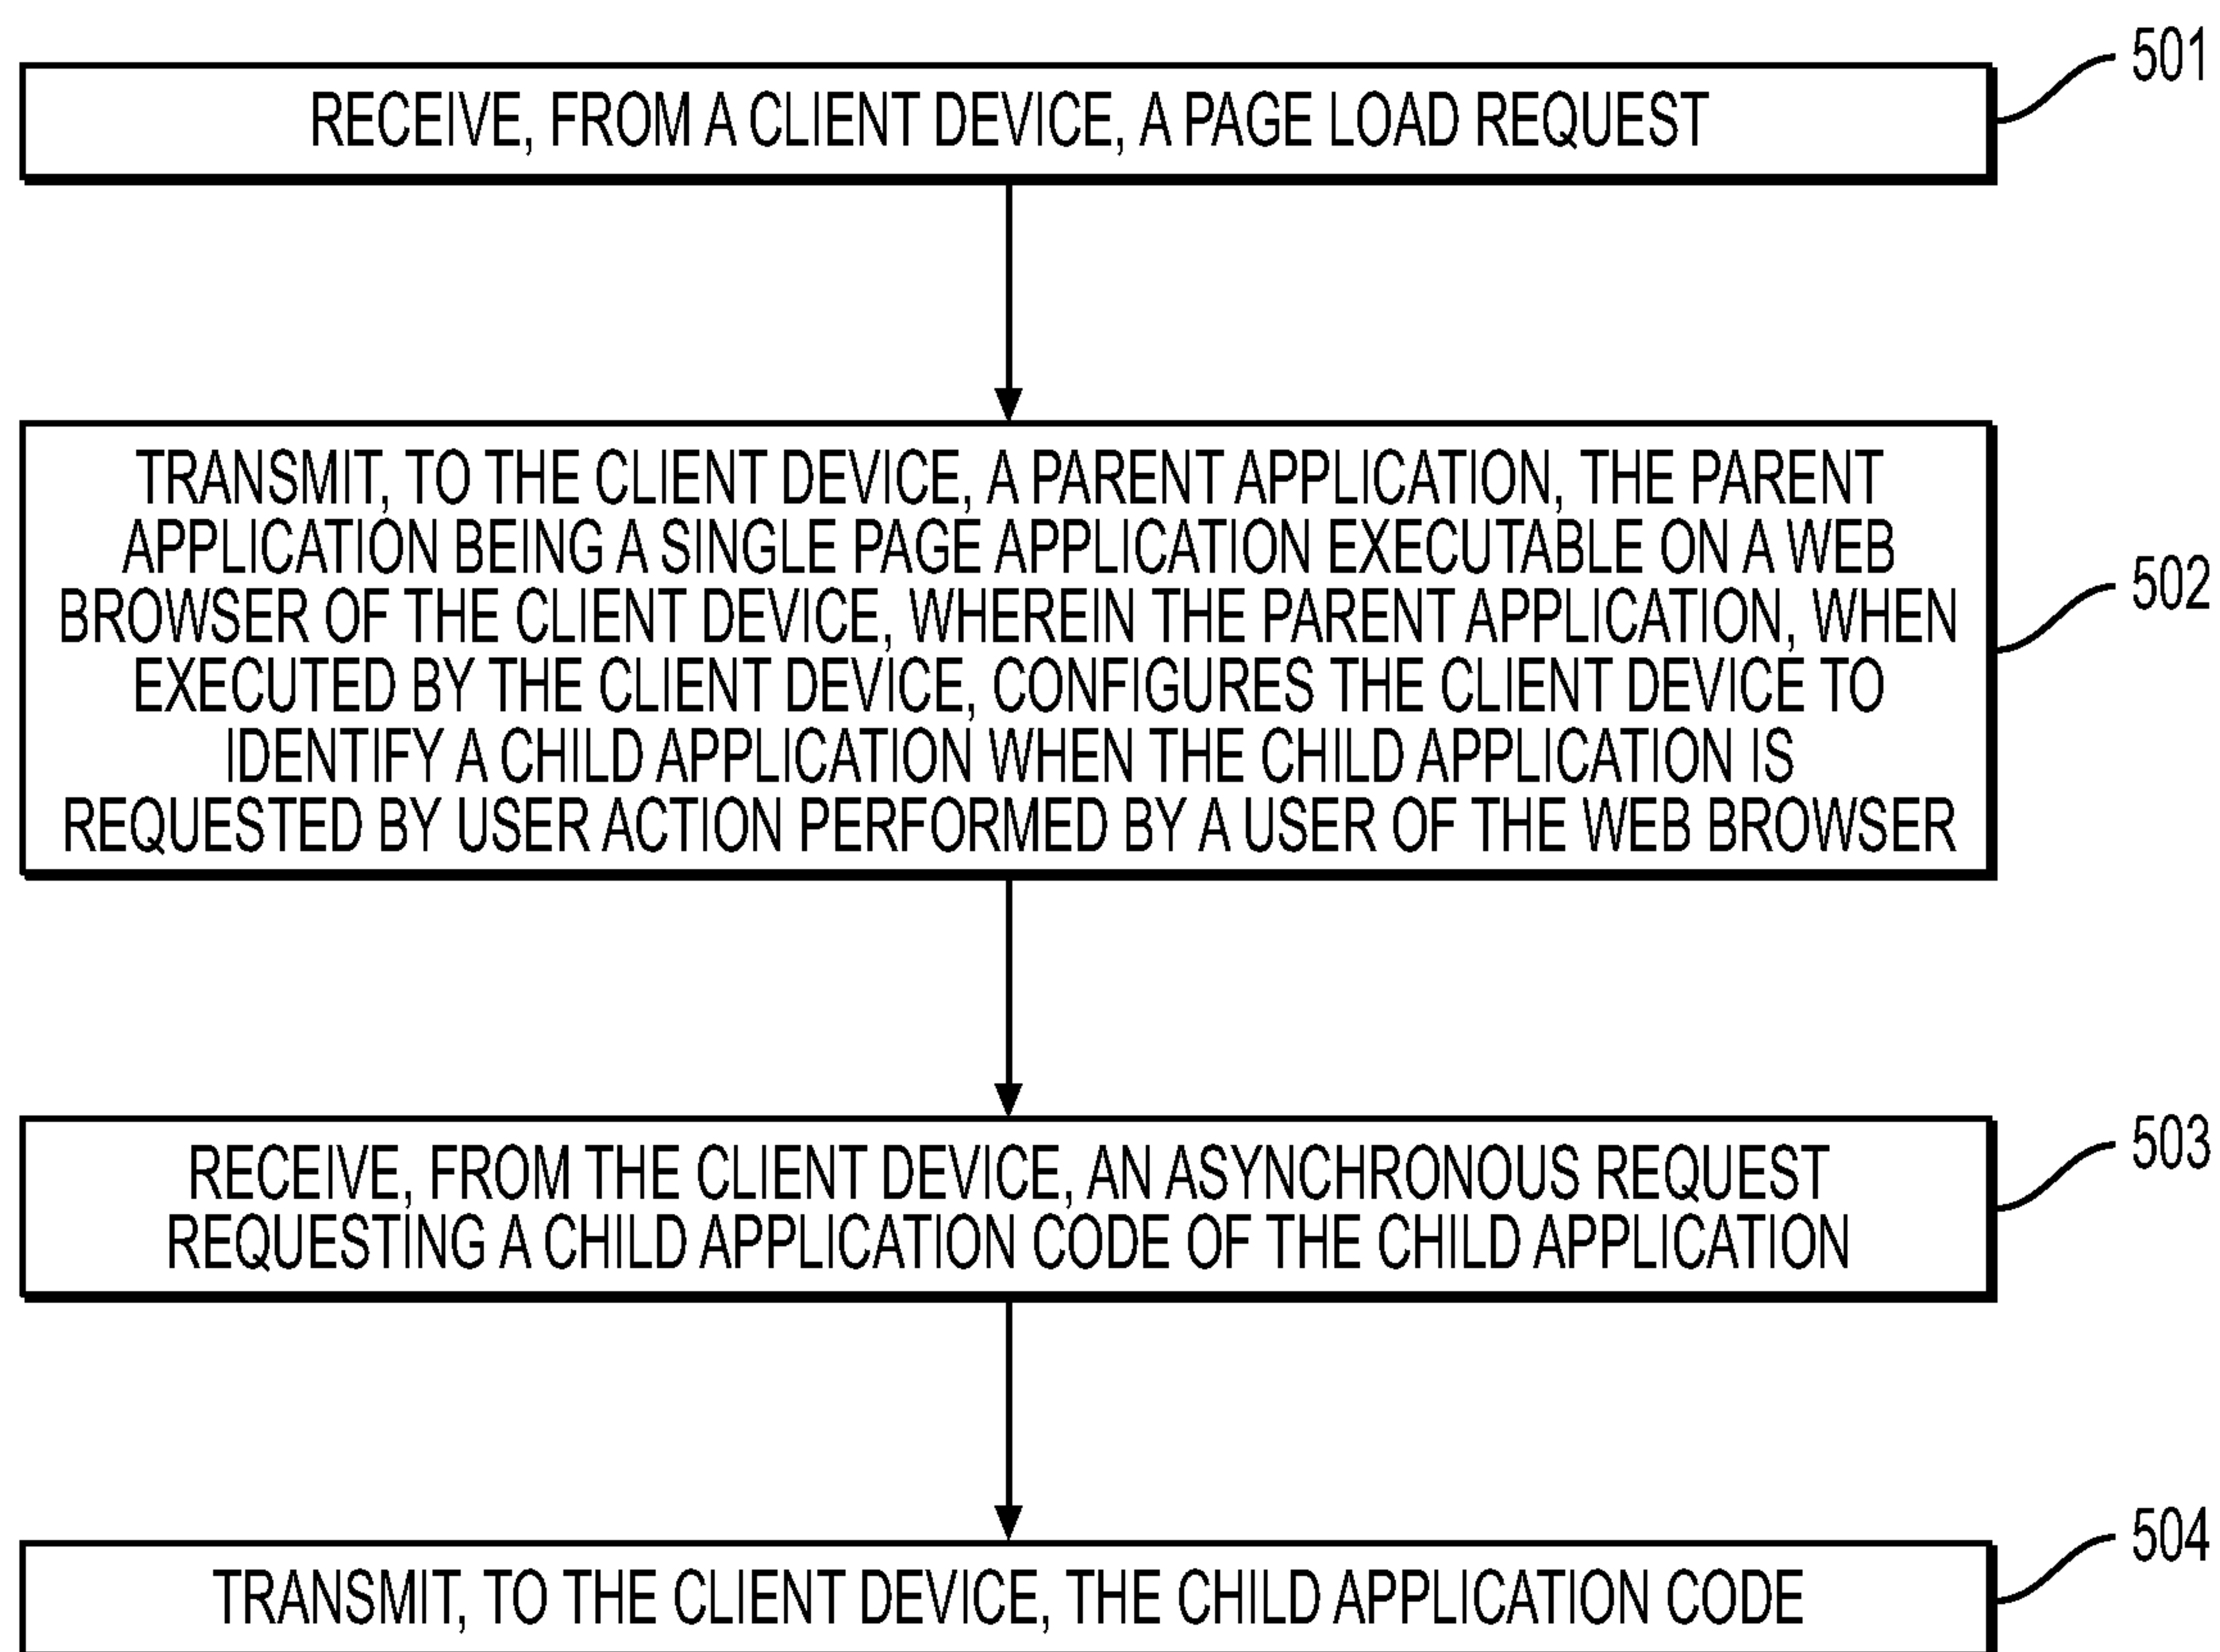 501
RECEIVE, FROM A CLIENT DEVICE, A PAGE LOAD REQUEST
TRANSMIT, TO THE CLIENT DEVICE, A PARENT APPLICATION, THE PARENT
APPLICATION BEING A SINGLE PAGE APPLICATION EXECUTABLE ON A WEB
BROWSER OF THE CLIENT DEVICE, WHEREIN THE PARENT APPLICATION, WHEN
EXECUTED BY THE CLIENT DEVICE, CONFIGURES THE CLIENT DEVICE TO
IDENTIFY A CHILD APPLICATION WHEN THE CHILD APPLICATION IS
REQUESTED BY USER ACTION PERFORMED BY A USER OF THE WEB BROWSER
502
RECEIVE, FROM THE CLIENT DEVICE, AN ASYNCHRONOUS REQUEST
REQUESTING A CHILD APPLICATION CODE OF THE CHILD APPLICATION
503
TRANSMIT, TO THE CLIENT DEVICE, THE CHILD APPLICATION CODE
504